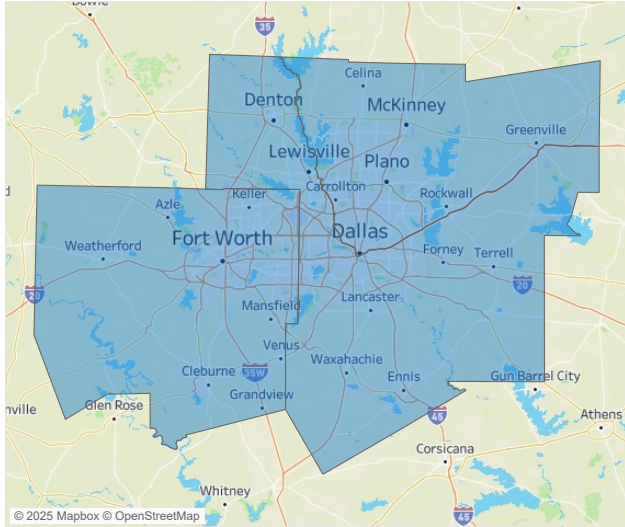 Bowie
35
Celina
Denton
McKinney
Greenville
Lewisville
Plano
Carrollton
Keller
Rockwall
Azle
Dallas
Fort Worth
Weatherford
Forney
Terrell
20
20
Lancaster
Mansfield
Venus
Waxahachie
Cleburne
35W
Ennis
Gun Barrel City
Grandview
Glen Rose
nville
45
Athens
Corsicana
Whitney
45
© 2025 Mapbox © OpenStreetMap